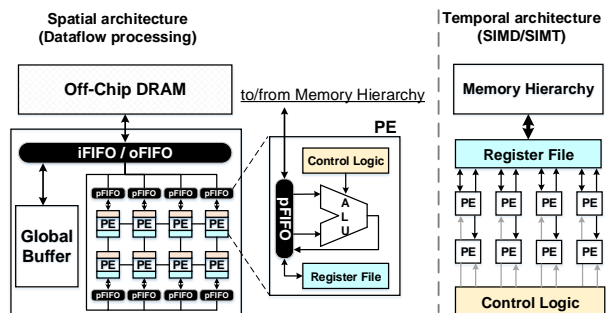 Spatial architecture
(Dataflow processing)
Off-Chip DRAM
iFIFO / oFIFO
Global
Buffer
pFIFO pFIFO pFIFO pFIFO
PE PE PE PE
PE PE PE PE
pFIFO pFIFO pFIFO pFIFO
to/from Memory Hierarchy
PE
Control Logic
pFIFO
A
L
U
Register File
Temporal architecture
(SIMD/SIMT)
Memory Hierarchy
Register File
PE PE PE PE
PE PE PE PE
Control Logic